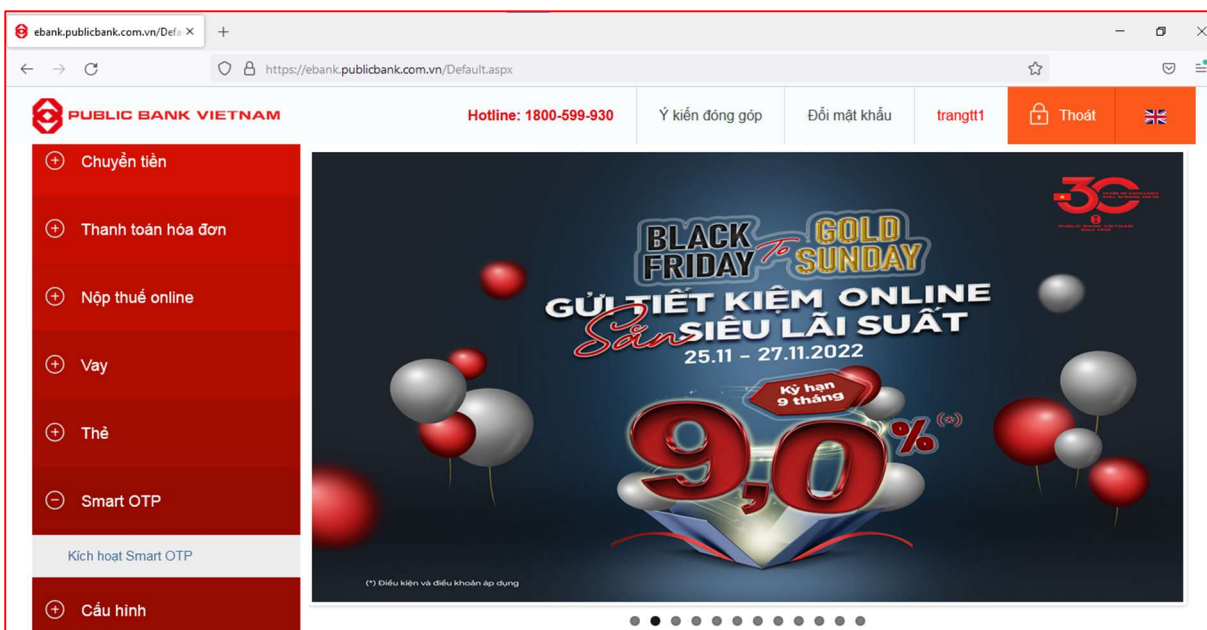 ebank.publicbank.com.vn/Defa
https://ebank.publicbank.com.vn/Default.aspx
PUBLIC BANK VIETNAM
Hotline: 1800-599-930
Ý kiến đóng góp
Đổi mật khẩu
trangtt1
Thoát
Chuyển tiền
Thanh toán hóa đơn
Nộp thuế online
Vay
Thẻ
Smart OTP
Kích hoạt Smart OTP
Cấu hình
30
BLACK FRIDAY To GOLD SUNDAY
GỬI TIẾT KIỆM ONLINE
Săn SIÊU LÃI SUẤT
25.11 – 27.11.2022
Kỳ hạn
9 tháng
9,0% (*)
(*) Điều kiện và điều khoản áp dụng